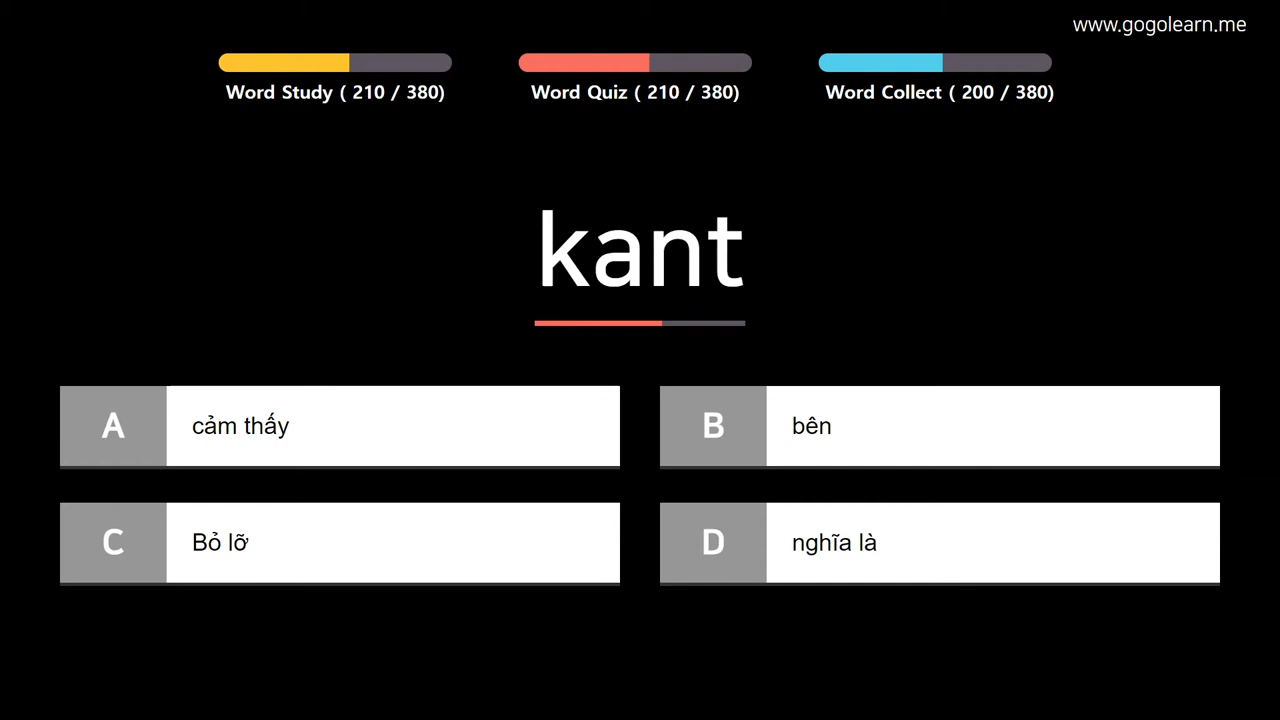 www.gogolearn.me
Word Study ( 210 / 380)
Word Quiz ( 210 / 380)
Word Collect ( 200 / 380)
kant
A cảm thấy
B bên
C Bỏ lỡ
D nghĩa là